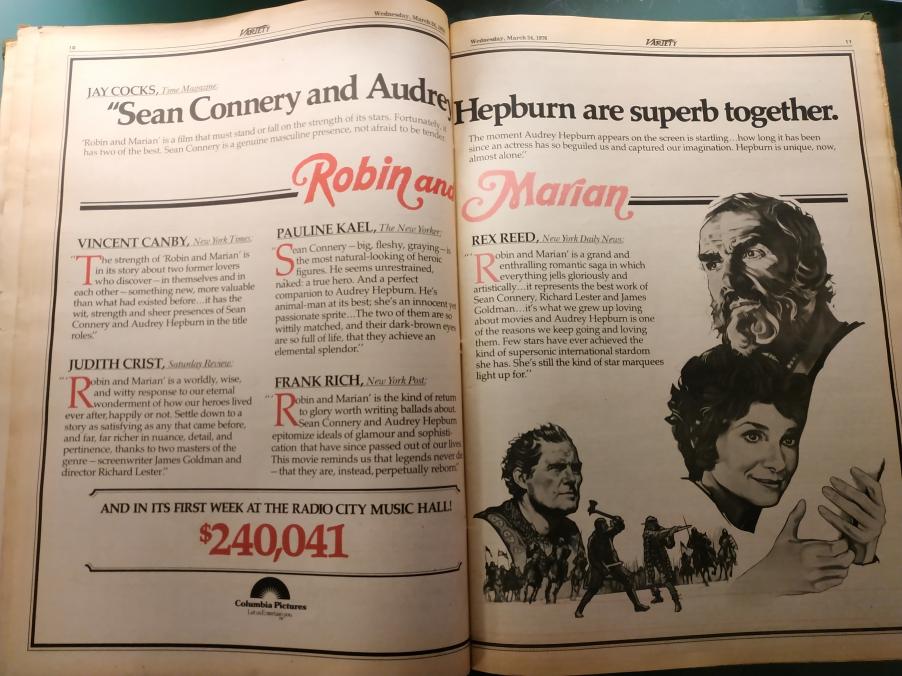 10
VARIETY
Wednesday, March 24, 1976
Wednesday, March 24, 1976
VARIETY
11
JAY COCKS, Time Magazine:
"Sean Connery and Audrey Hepburn are superb together.
'Robin and Marian' is a film that must stand or fall on the strength of its stars. Fortunately, it
has two of the best. Sean Connery is a genuine masculine presence, not afraid to be tender.
The moment Audrey Hepburn appears on the screen is startling...how long it has been
since an actress has so beguiled us and captured our imagination. Hepburn is unique, now,
almost alone."
Robin and Marian
VINCENT CANBY, New York Times:
"The strength of 'Robin and Marian' is
in its story about two former lovers
who discover—in themselves and in
each other—something new, more valuable
than what had existed before...it has the
wit, strength and sheer presences of Sean
Connery and Audrey Hepburn in the title
roles."
JUDITH CRIST, Saturday Review:
"'Robin and Marian' is a worldly, wise,
and witty response to our eternal
wonderment of how our heroes lived
ever after, happily or not. Settle down to a
story as satisfying as any that came before,
and far, far richer in nuance, detail, and
pertinence, thanks to two masters of the
genre—screenwriter James Goldman and
director Richard Lester."
PAULINE KAEL, The New Yorker:
"Sean Connery—big, fleshy, graying—is
the most natural-looking of heroic
figures. He seems unrestrained,
naked: a true hero. And a perfect
companion to Audrey Hepburn. He's
animal-man at its best; she's an innocent yet
passionate sprite...The two of them are so
wittily matched, and their dark-brown eyes
are so full of life, that they achieve an
elemental splendor."
FRANK RICH, New York Post:
"'Robin and Marian' is the kind of return
to glory worth writing ballads about.
Sean Connery and Audrey Hepburn
epitomize ideals of glamour and sophisti-
cation that have since passed out of our lives.
This movie reminds us that legends never die
—that they are, instead, perpetually reborn."
REX REED, New York Daily News:
"'Robin and Marian' is a grand and
enthralling romantic saga in which
everything jells gloriously and
artistically...it represents the best work of
Sean Connery, Richard Lester and James
Goldman...it's what we grew up loving
about movies and Audrey Hepburn is one
of the reasons we keep going and loving
them. Few stars have ever achieved the
kind of supersonic international stardom
she has. She's still the kind of star marquees
light up for."
AND IN ITS FIRST WEEK AT THE RADIO CITY MUSIC HALL!
$240,041
Columbia Pictures
Let us Entertain you.